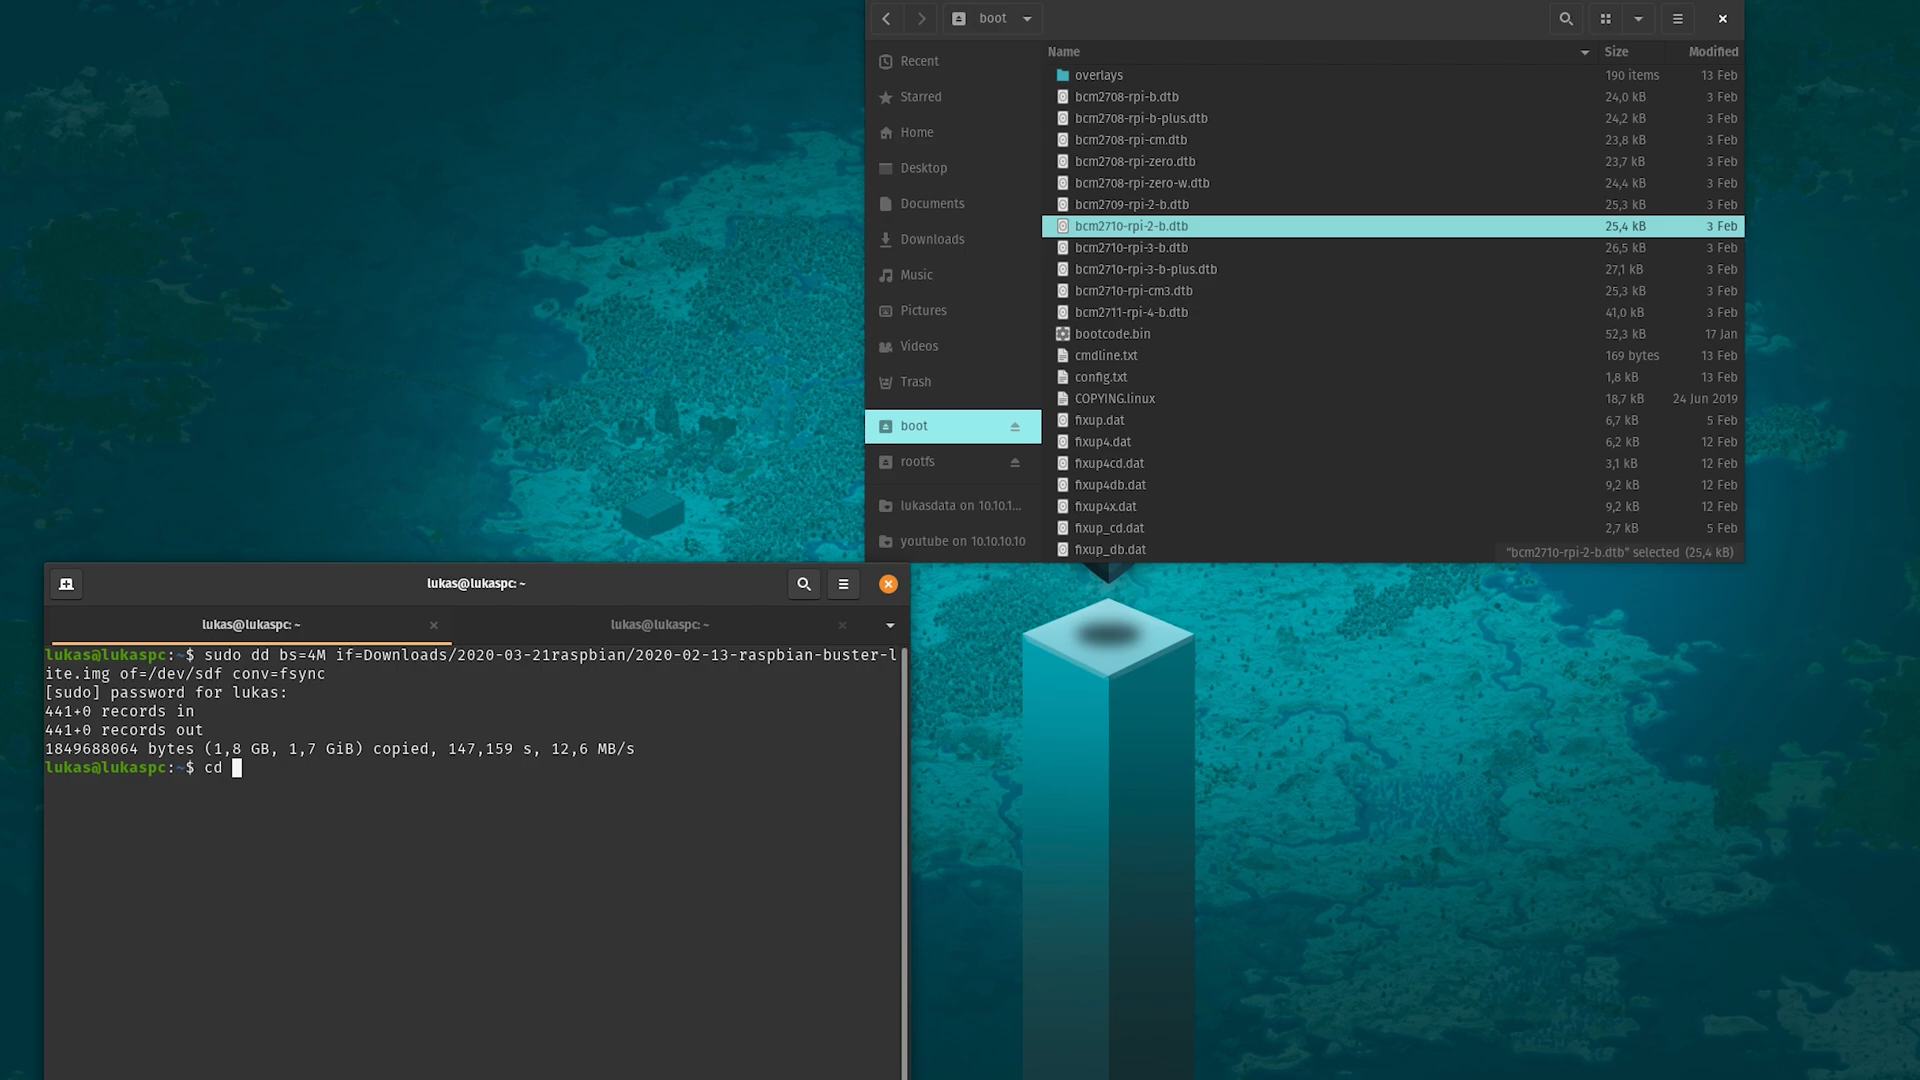 boot
Name Size Modified
Recent
Starred
Home
Desktop
Documents
Downloads
Music
Pictures
Videos
Trash
boot
rootfs
lukasdata on 10.10.1...
youtube on 10.10.10.10
overlays 190 items 13 Feb
bcm2708-rpi-b.dtb 24,0 kB 3 Feb
bcm2708-rpi-b-plus.dtb 24,2 kB 3 Feb
bcm2708-rpi-cm.dtb 23,8 kB 3 Feb
bcm2708-rpi-zero.dtb 23,7 kB 3 Feb
bcm2708-rpi-zero-w.dtb 24,4 kB 3 Feb
bcm2709-rpi-2-b.dtb 25,3 kB 3 Feb
bcm2710-rpi-2-b.dtb 25,4 kB 3 Feb
bcm2710-rpi-3-b.dtb 26,5 kB 3 Feb
bcm2710-rpi-3-b-plus.dtb 27,1 kB 3 Feb
bcm2710-rpi-cm3.dtb 25,3 kB 3 Feb
bcm2711-rpi-4-b.dtb 41,0 kB 3 Feb
bootcode.bin 52,3 kB 17 Jan
cmdline.txt 169 bytes 13 Feb
config.txt 1,8 kB 13 Feb
COPYING.linux 18,7 kB 24 Jun 2019
fixup.dat 6,7 kB 5 Feb
fixup4.dat 6,2 kB 12 Feb
fixup4cd.dat 3,1 kB 12 Feb
fixup4db.dat 9,2 kB 12 Feb
fixup4x.dat 9,2 kB 12 Feb
fixup_cd.dat 2,7 kB 5 Feb
fixup_db.dat
"bcm2710-rpi-2-b.dtb" selected (25,4 kB)
lukas@lukaspc: ~
lukas@lukaspc: ~ lukas@lukaspc: ~
lukas@lukaspc:~$ sudo dd bs=4M if=Downloads/2020-03-21raspbian/2020-02-13-raspbian-buster-l
ite.img of=/dev/sdf conv=fsync
[sudo] password for lukas:
441+0 records in
441+0 records out
1849688064 bytes (1,8 GB, 1,7 GiB) copied, 147,159 s, 12,6 MB/s
lukas@lukaspc:~$ cd